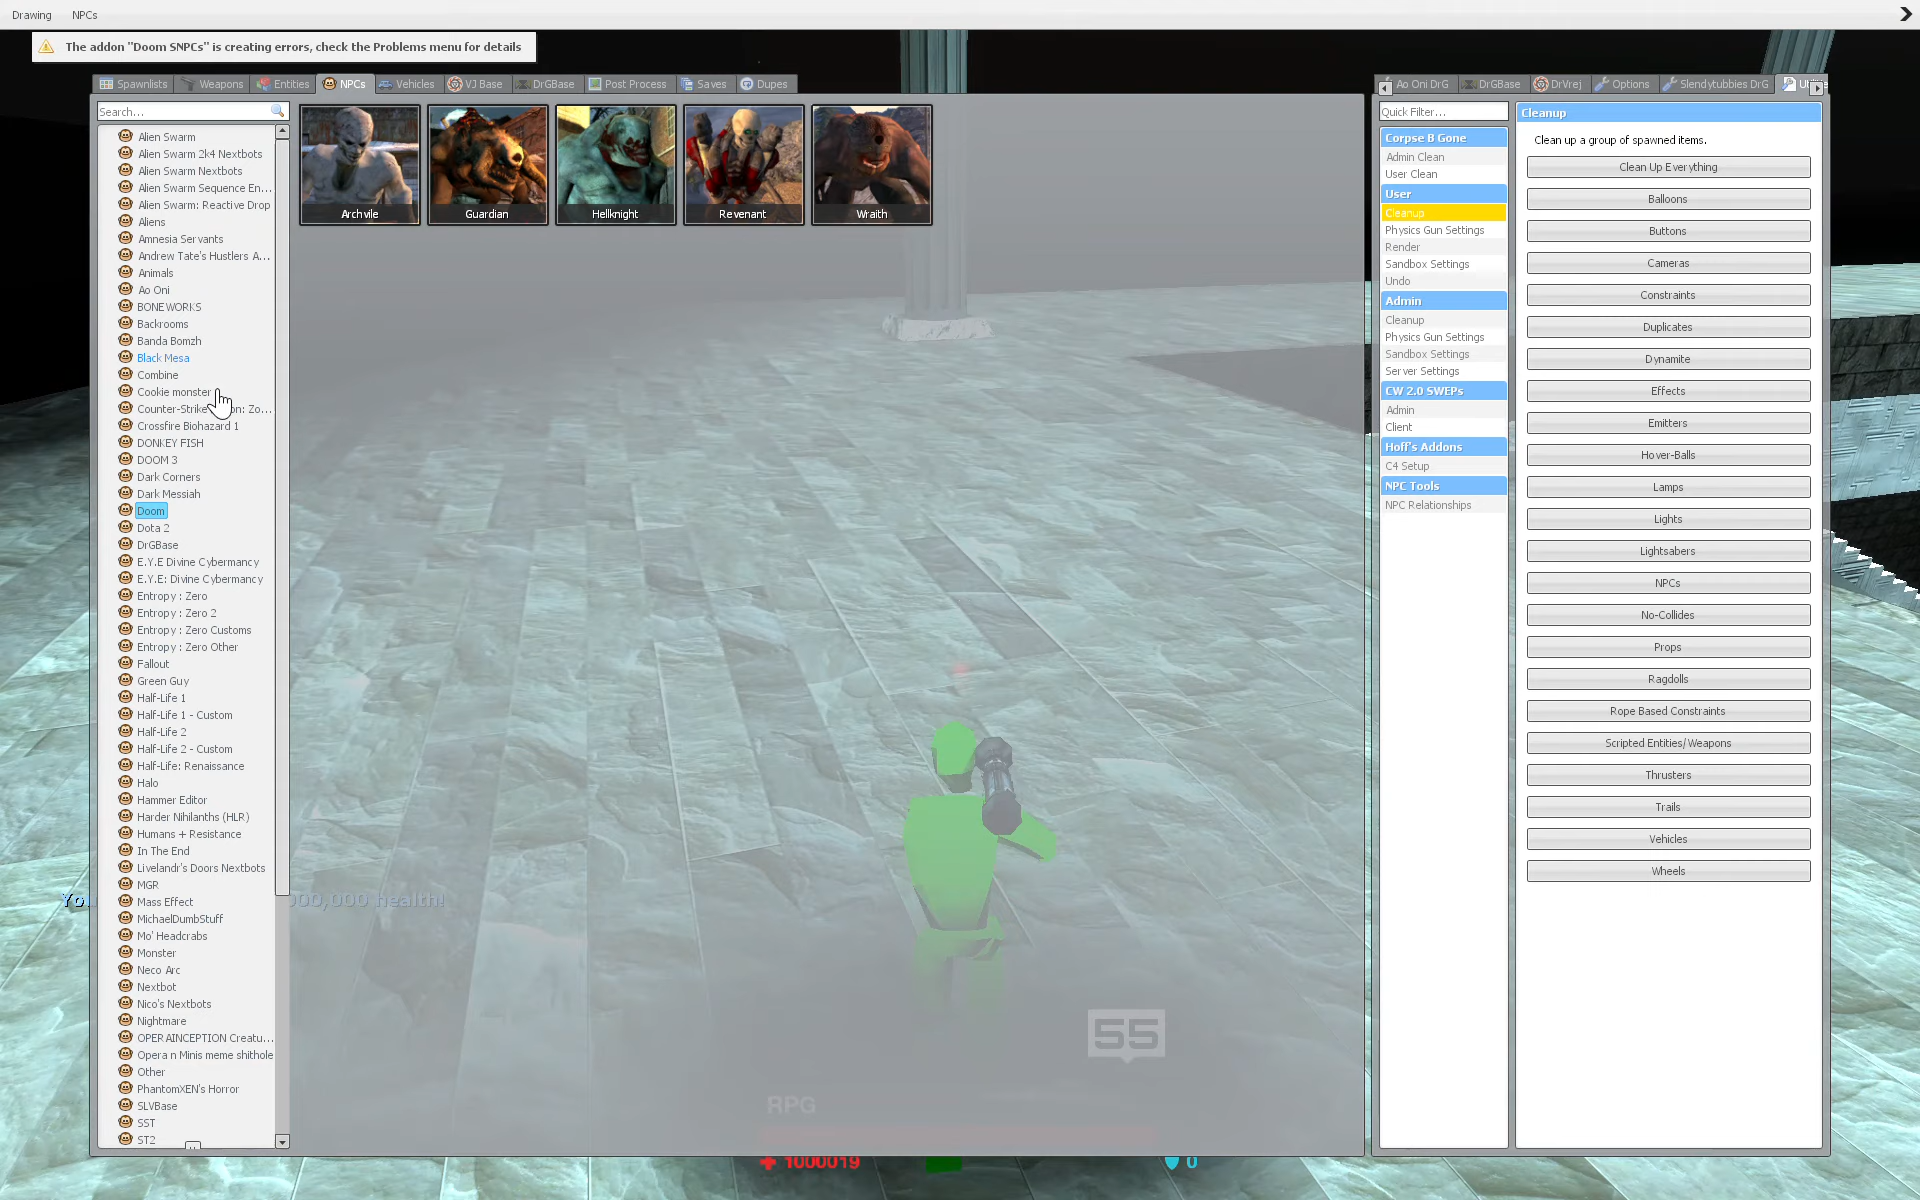 Drawing NPCs
The addon "Doom SNPCs" is creating errors, check the Problems menu for details
Spawnlists Weapons Entities NPCs Vehicles VJ Base DrGBase Post Process Saves Dupes
Search...
Alien Swarm
Alien Swarm 2k4 Nextbots
Alien Swarm Nextbots
Alien Swarm Sequence En...
Alien Swarm: Reactive Drop
Aliens
Amnesia Servants
Andrew Tate's Hustlers A...
Animals
Ao Oni
BONEWORKS
Backrooms
Banda Bomzh
Black Mesa
Combine
Cookie monster
Counter-Strike on: Zo...
Crossfire Biohazard 1
DONKEY FISH
DOOM 3
Dark Corners
Dark Messiah
Doom
Dota 2
DrGBase
E.Y.E Divine Cybermancy
E.Y.E: Divine Cybermancy
Entropy : Zero
Entropy : Zero 2
Entropy : Zero Customs
Entropy : Zero Other
Fallout
Green Guy
Half-Life 1
Half-Life 1 - Custom
Half-Life 2
Half-Life 2 - Custom
Half-Life: Renaissance
Halo
Hammer Editor
Harder Nihilanths (HLR)
Humans + Resistance
In The End
Livelandr's Doors Nextbots
MGR
Mass Effect
MichaelDumbStuff
Mo' Headcrabs
Monster
Neco Arc
Nextbot
Nico's Nextbots
Nightmare
OPERAINCEPTION Creatu...
Opera n Minis meme shithole
Other
PhantomXEN's Horror
SLVBase
SST
ST2
Archvile Guardian Hellknight Revenant Wraith
000,000 health!
55
RPG
1000019
0
Ao Oni DrG DrGBase DrVrej Options Slendytubbies DrG
Quick Filter...
Corpse B Gone
Admin Clean
User Clean
User
Cleanup
Physics Gun Settings
Render
Sandbox Settings
Undo
Admin
Cleanup
Physics Gun Settings
Sandbox Settings
Server Settings
CW 2.0 SWEPs
Admin
Client
Hoff's Addons
C4 Setup
NPC Tools
NPC Relationships
Cleanup
Clean up a group of spawned items.
Clean Up Everything
Balloons
Buttons
Cameras
Constraints
Duplicates
Dynamite
Effects
Emitters
Hover-Balls
Lamps
Lights
Lightsabers
NPCs
No-Collides
Props
Ragdolls
Rope Based Constraints
Scripted Entities/Weapons
Thrusters
Trails
Vehicles
Wheels